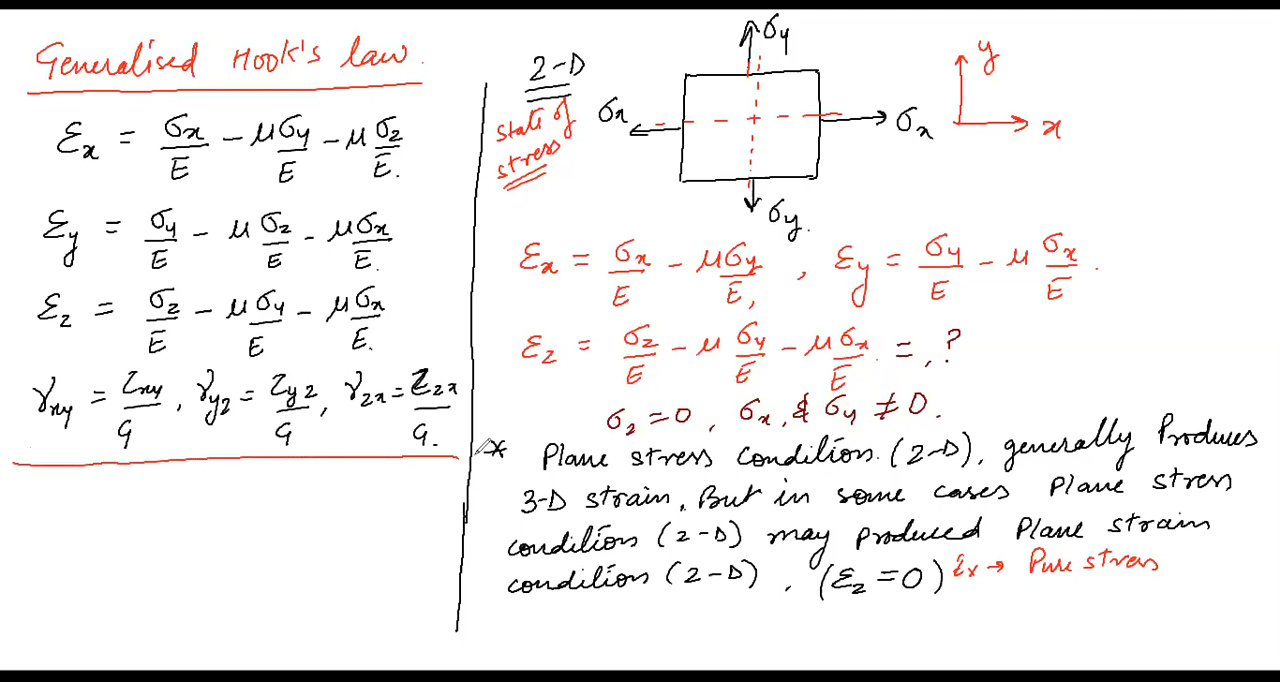 Generalised Hook's law.
εx = σx/E - μσy/E - μσz/E.
εy = σy/E - μσz/E - μσx/E.
εz = σz/E - μσy/E - μσx/E.
γxy = τxy/G, γyz = τyz/G, γzx = τzx/G.
2-D
state of
stress
σy
σx
σx
σy.
y
x
εx = σx/E - μσy/E, , εy = σy/E - μσx/E.
εz = σz/E - μσy/E - μσx/E = , ?
σz = 0, σx, & σy ≠ 0.
* Plane stress condition. (2-D), generally Produces
3-D strain. But in some cases Plane stress
condition (2-D) may produced Plane strain
condition (2-D). (εz = 0) Ex → Pure stress